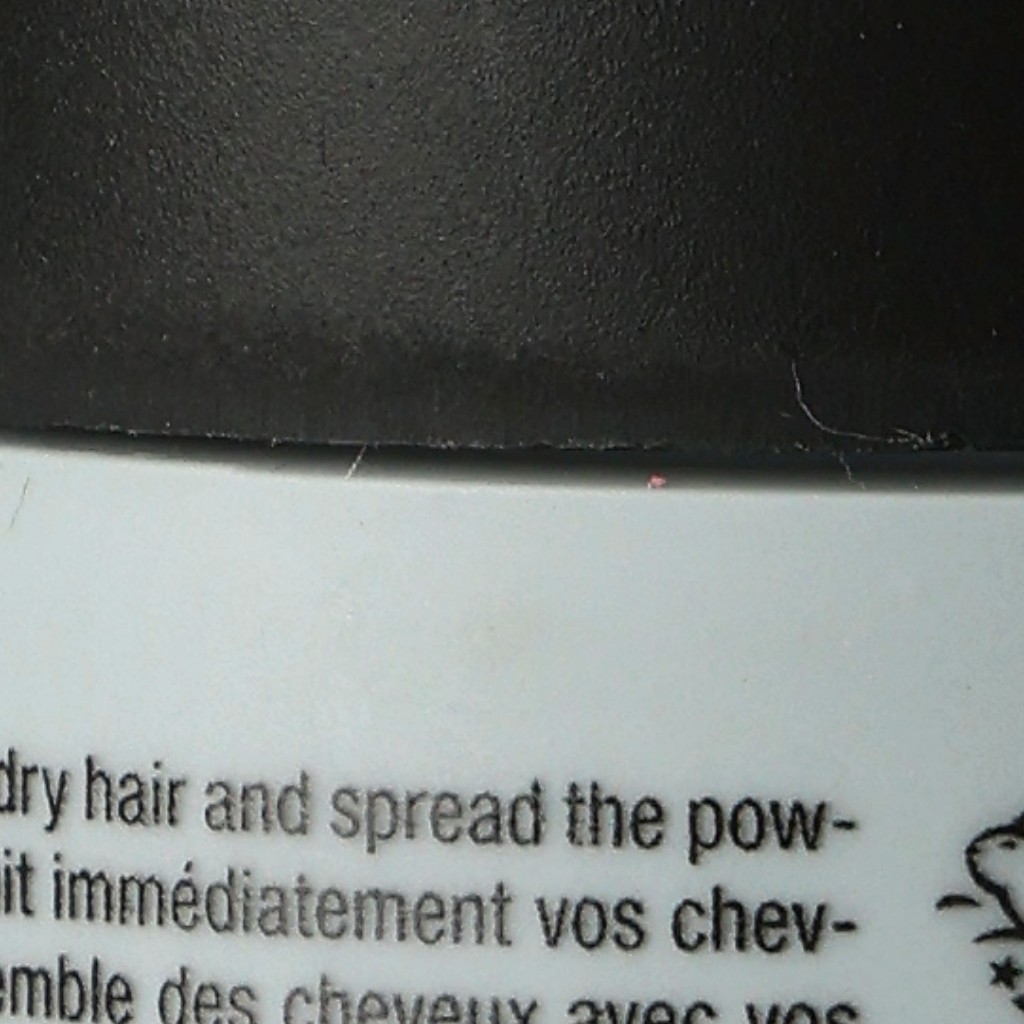 dry hair and spread the pow-
it immédiatement vos chev-
emble des cheveux avec vos